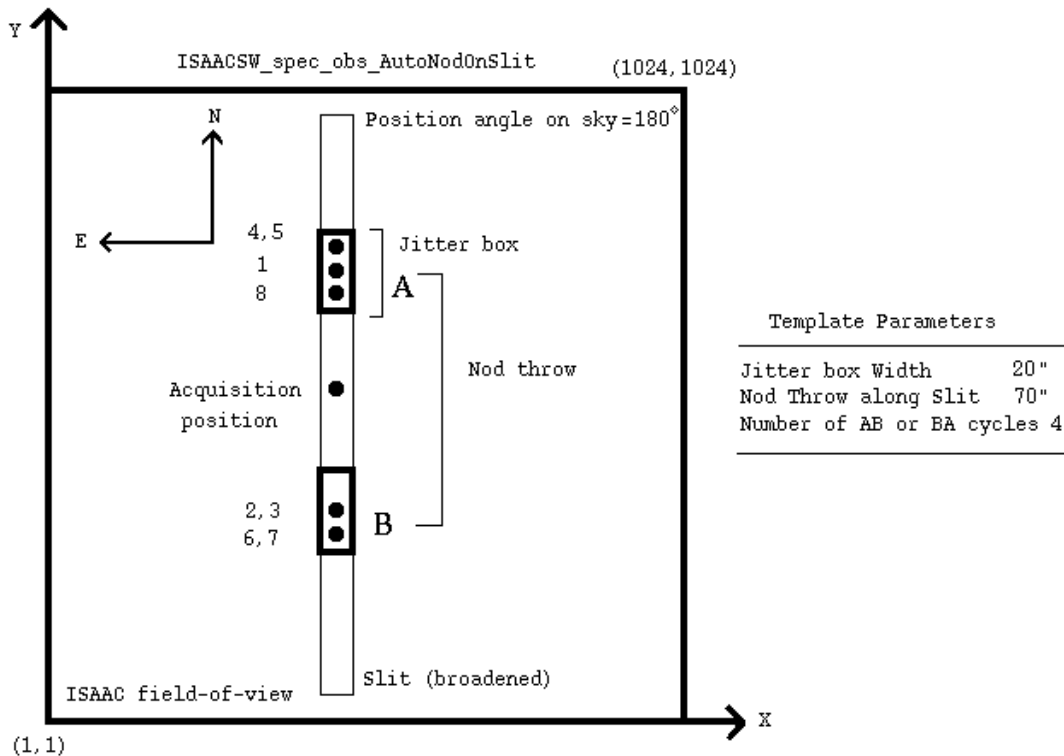 Y
ISAACSW_spec_obs_AutoNodOnSlit
(1024,1024)
N
Position angle on sky=180°
E
4,5
1
8
Jitter box
A
Nod throw
Acquisition
position
2,3
6,7
B
Template Parameters
Jitter box Width 20"
Nod Throw along Slit 70"
Number of AB or BA cycles 4
Slit (broadened)
ISAAC field-of-view
X
(1,1)